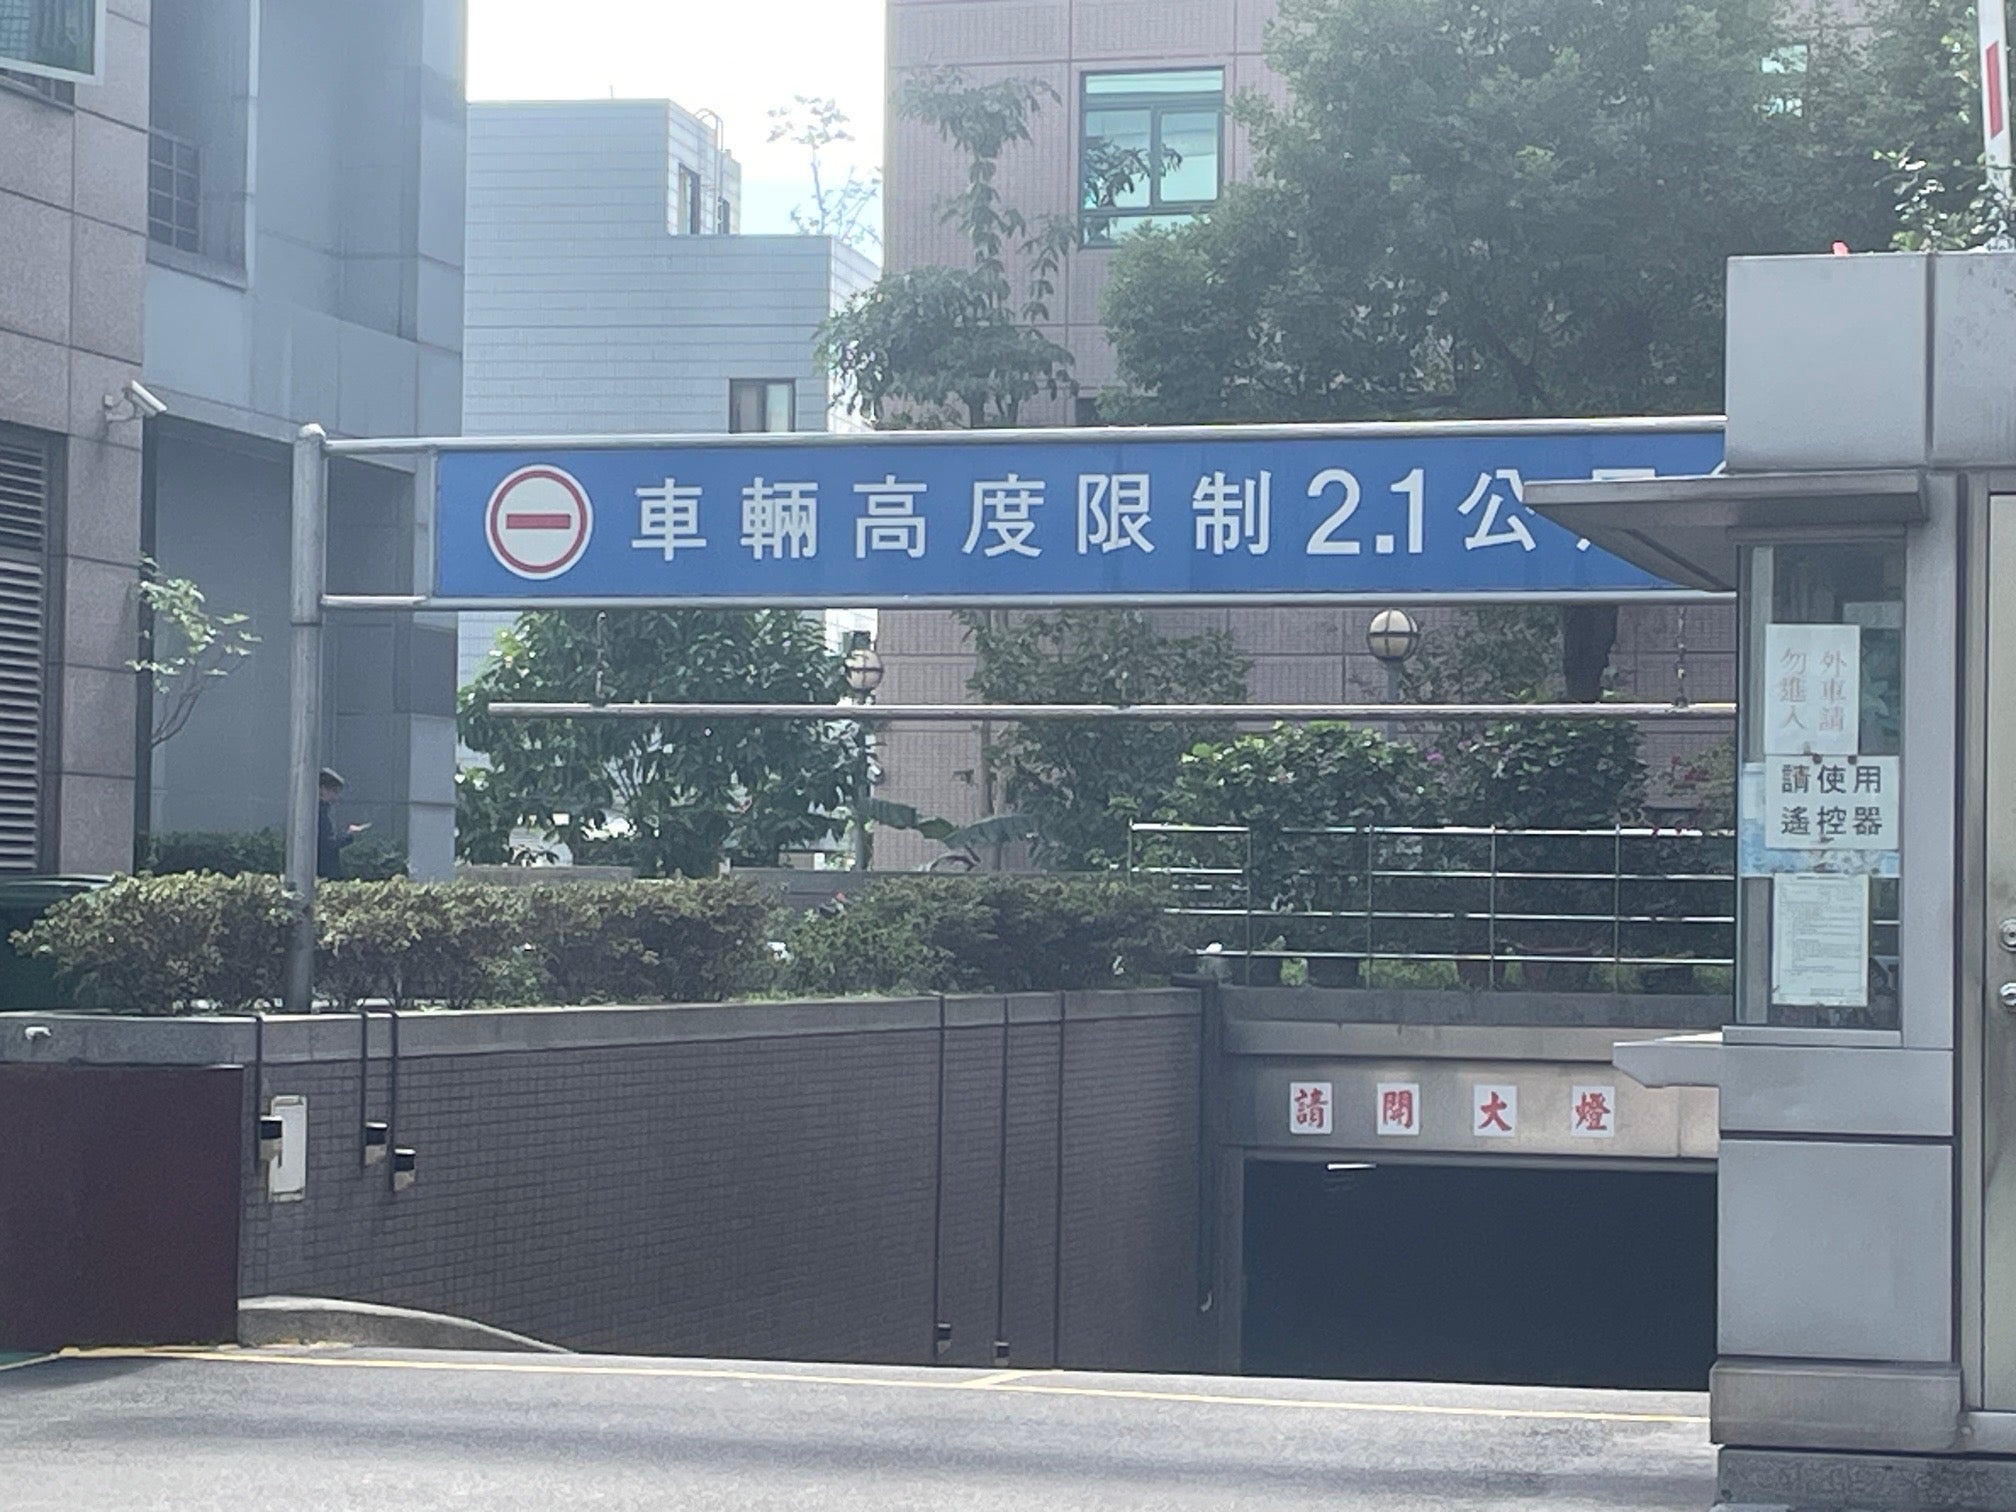 車輛高度限制2.1公
外車請
勿進入
請使用
遙控器
請開大燈